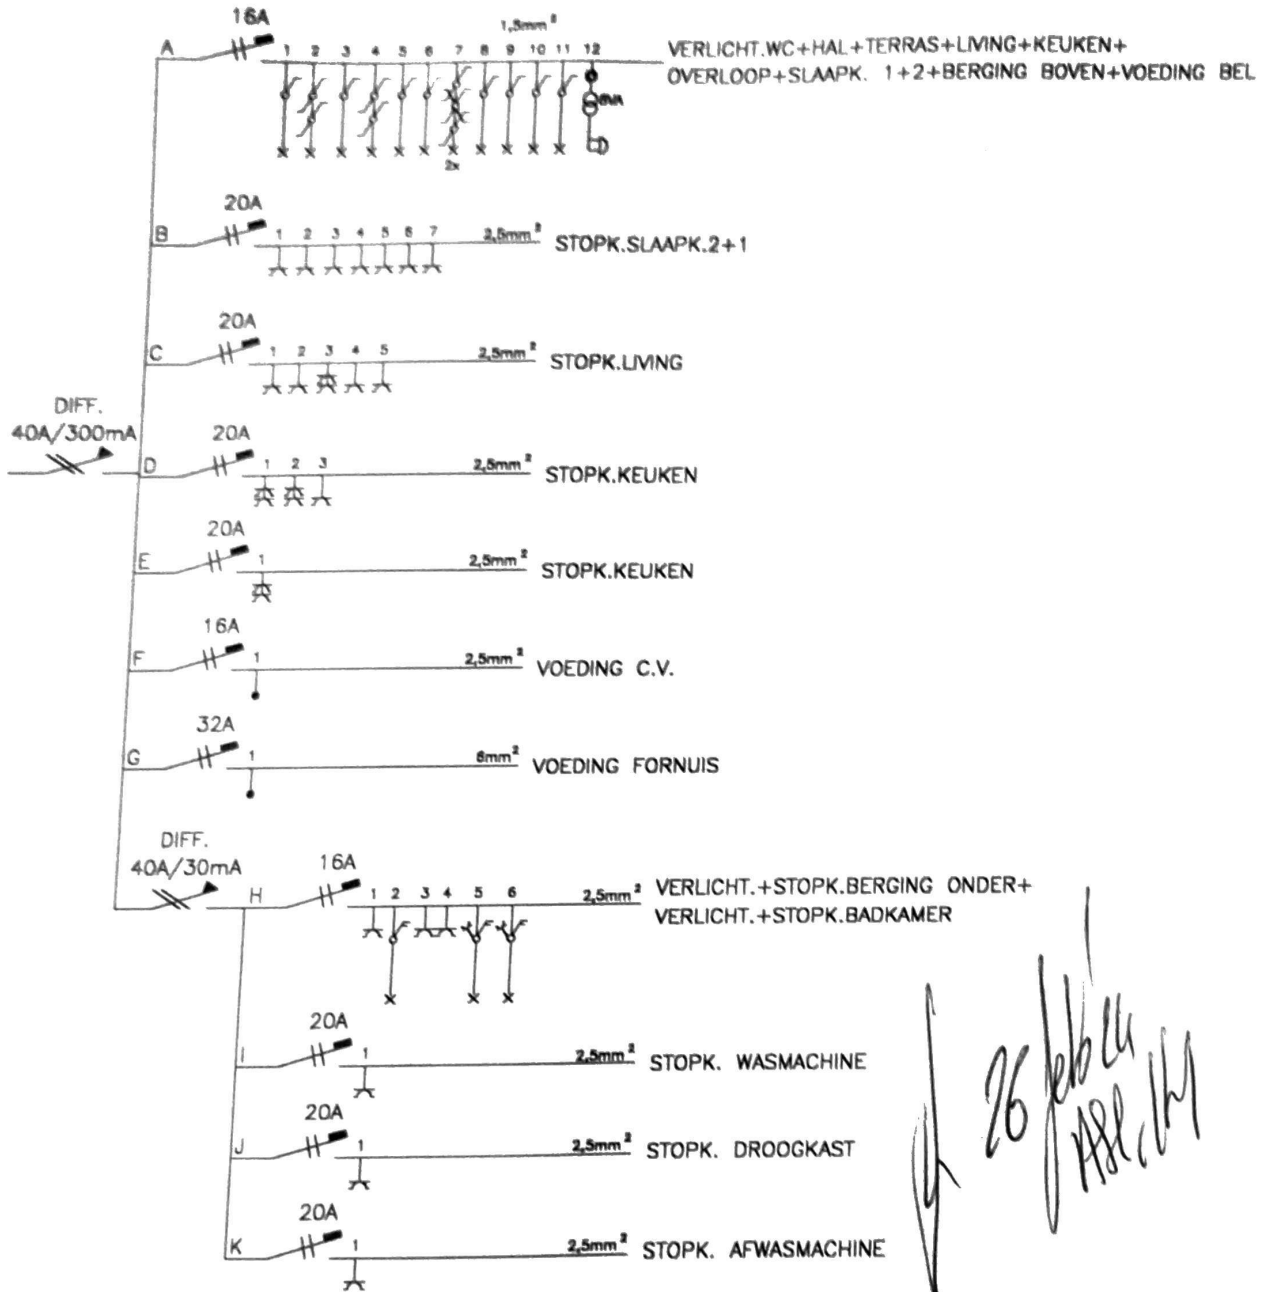 16A
A
1 2 3 4 5 6 7 8 9 10 11 12
1,5mm²
VERLICHT.WC+HAL+TERRAS+LIVING+KEUKEN+
OVERLOOP+SLAAPK. 1+2+BERGING BOVEN+VOEDING BEL
8VA
2x
20A
B
1 2 3 4 5 6 7
2,5mm²
STOPK.SLAAPK.2+1
20A
C
1 2 3 4 5
2,5mm²
STOPK.LIVING
DIFF.
40A/300mA
20A
D
1 2 3
2,5mm²
STOPK.KEUKEN
20A
E
1
2,5mm²
STOPK.KEUKEN
16A
F
1
2,5mm²
VOEDING C.V.
32A
G
1
6mm²
VOEDING FORNUIS
DIFF.
40A/30mA
16A
H
1 2 3 4 5 6
2,5mm²
VERLICHT.+STOPK.BERGING ONDER+
VERLICHT.+STOPK.BADKAMER
20A
I
1
2,5mm²
STOPK. WASMACHINE
20A
J
1
2,5mm²
STOPK. DROOGKAST
20A
K
1
2,5mm²
STOPK. AFWASMACHINE
26